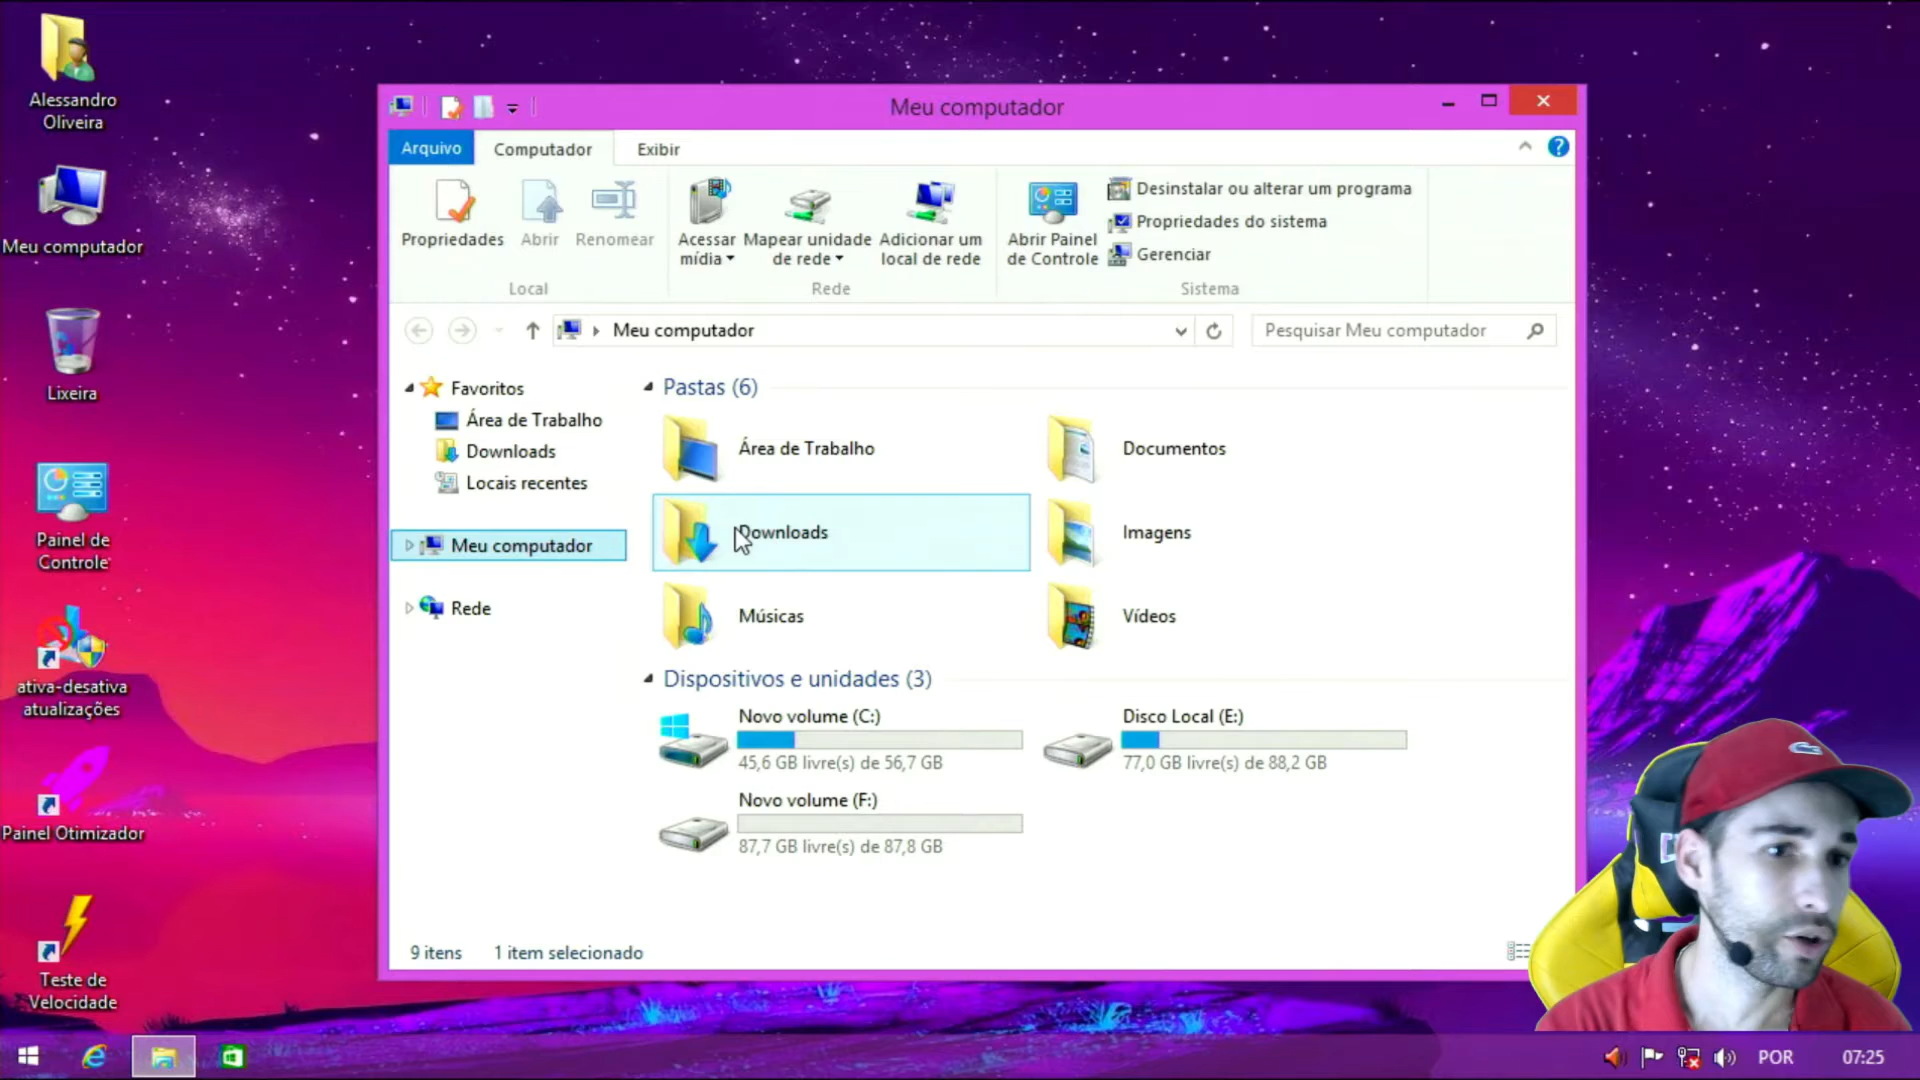 Alessandro
Oliveira
Meu computador
Lixeira
Painel de
Controle
ativa-desativa
atualizações
Painel Otimizador
Teste de
Velocidade
Meu computador
Arquivo
Computador
Exibir
Propriedades
Abrir
Renomear
Local
Acessar
mídia
Mapear unidade
de rede
Adicionar um
local de rede
Rede
Abrir Painel
de Controle
Desinstalar ou alterar um programa
Propriedades do sistema
Gerenciar
Sistema
Meu computador
Pesquisar Meu computador
Favoritos
Área de Trabalho
Downloads
Locais recentes
Meu computador
Rede
Pastas (6)
Área de Trabalho
Documentos
Downloads
Imagens
Músicas
Vídeos
Dispositivos e unidades (3)
Novo volume (C:)
45,6 GB livre(s) de 56,7 GB
Disco Local (E:)
77,0 GB livre(s) de 88,2 GB
Novo volume (F:)
87,7 GB livre(s) de 87,8 GB
9 itens
1 item selecionado
POR
07:25